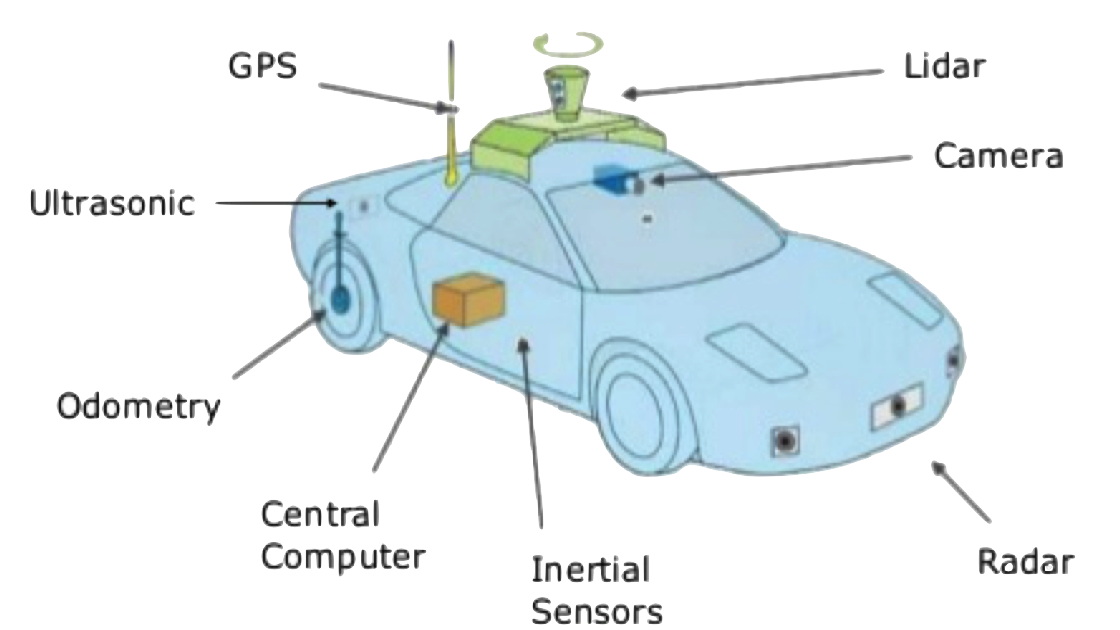 GPS
Lidar
Camera
Ultrasonic
Odometry
Central
Computer
Inertial
Sensors
Radar